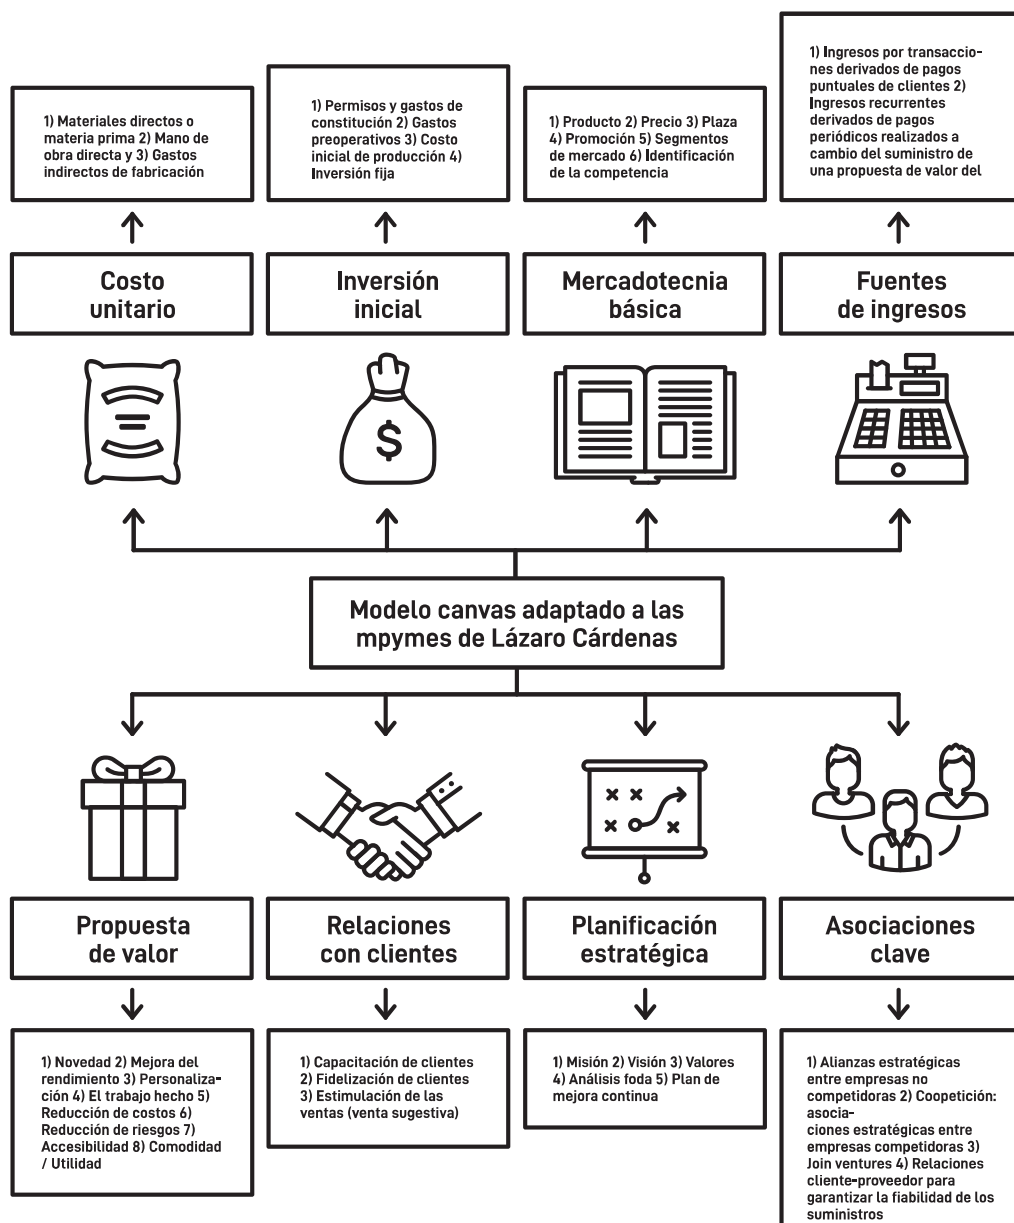 1) Materiales directos o
materia prima 2) Mano de
obra directa y 3) Gastos
indirectos de fabricación
1) Permisos y gastos de
constitución 2) Gastos
preoperativos 3) Costo
inicial de producción 4)
Inversión fija
1) Producto 2) Precio 3) Plaza
4) Promoción 5) Segmentos
de mercado 6) Identificación
de la competencia
1) Ingresos por transaccio-
nes derivados de pagos
puntuales de clientes 2)
Ingresos recurrentes
derivados de pagos
periódicos realizados a
cambio del suministro de
una propuesta de valor del
Costo
unitario
Inversión
inicial
Mercadotecnia
básica
Fuentes
de ingresos
$
Modelo canvas adaptado a las
mpymes de Lázaro Cárdenas
Propuesta
de valor
Relaciones
con clientes
Planificación
estratégica
Asociaciones
clave
1) Novedad 2) Mejora del
rendimiento 3) Personaliza-
ción 4) El trabajo hecho 5)
Reducción de costos 6)
Reducción de riesgos 7)
Accesibilidad 8) Comodidad
/ Utilidad
1) Capacitación de clientes
2) Fidelización de clientes
3) Estimulación de las
ventas (venta sugestiva)
1) Misión 2) Visión 3) Valores
4) Análisis foda 5) Plan de
mejora continua
1) Alianzas estratégicas
entre empresas no
competidoras 2) Coopetición:
asocia-
ciones estratégicas entre
empresas competidoras 3)
Join ventures 4) Relaciones
cliente-proveedor para
garantizar la fiabilidad de los
suministros